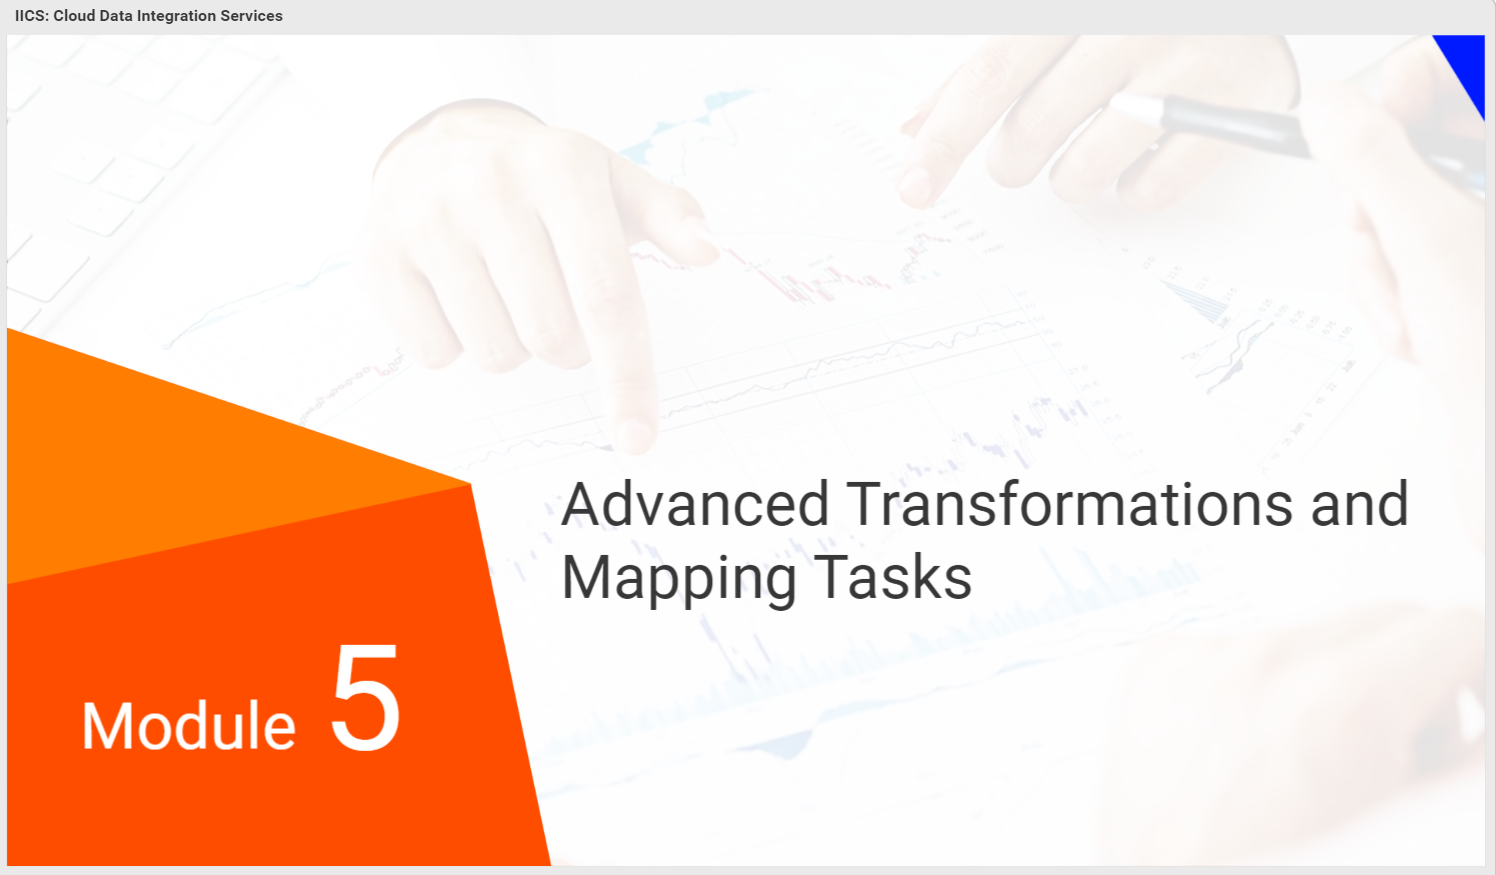 IICS: Cloud Data Integration Services
Advanced Transformations and
Mapping Tasks
Module 5